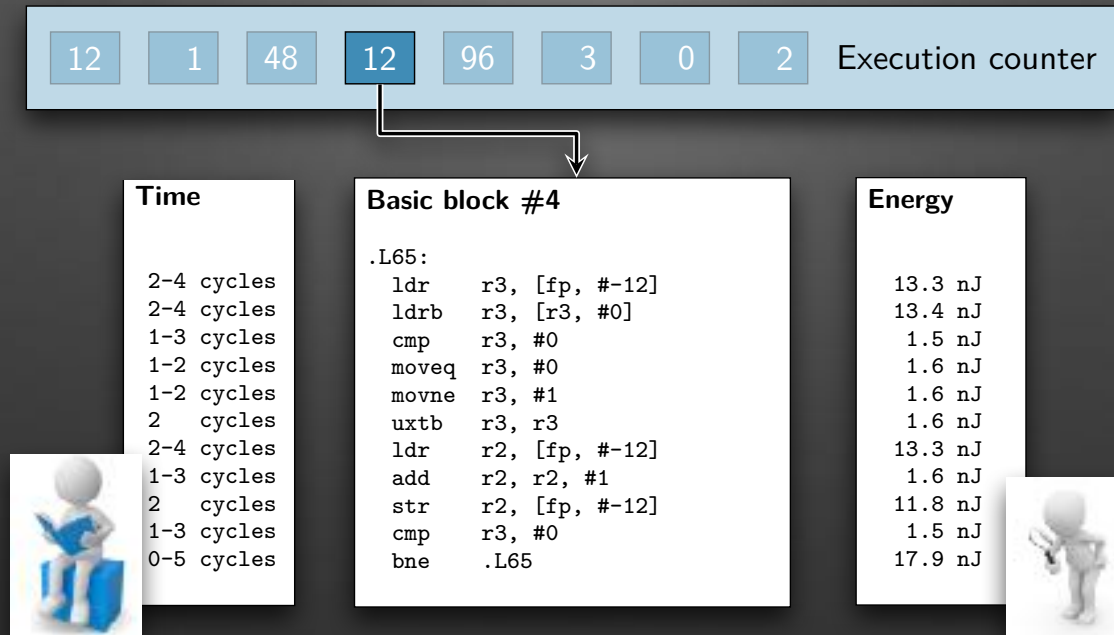 12 1 48 12 96 3 0 2 Execution counter
Time
2-4 cycles
2-4 cycles
1-3 cycles
1-2 cycles
1-2 cycles
2 cycles
2-4 cycles
1-3 cycles
2 cycles
1-3 cycles
0-5 cycles
Basic block #4
.L65:
ldr r3, [fp, #-12]
ldrb r3, [r3, #0]
cmp r3, #0
moveq r3, #0
movne r3, #1
uxtb r3, r3
ldr r2, [fp, #-12]
add r2, r2, #1
str r2, [fp, #-12]
cmp r3, #0
bne .L65
Energy
13.3 nJ
13.4 nJ
1.5 nJ
1.6 nJ
1.6 nJ
1.6 nJ
13.3 nJ
1.6 nJ
11.8 nJ
1.5 nJ
17.9 nJ